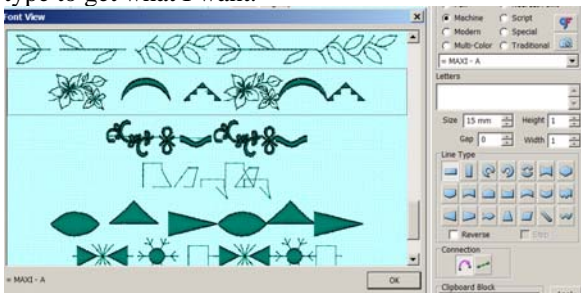 type to get what I want.
Font View
= MAXI - A
OK
Machine
Script
Modern
Special
Multi-Color
Traditional
= MAXI - A
Letters
Size 15 mm Height 1
Gap 0 Width 1
Line Type
Reverse
Connection
Clipboard Block